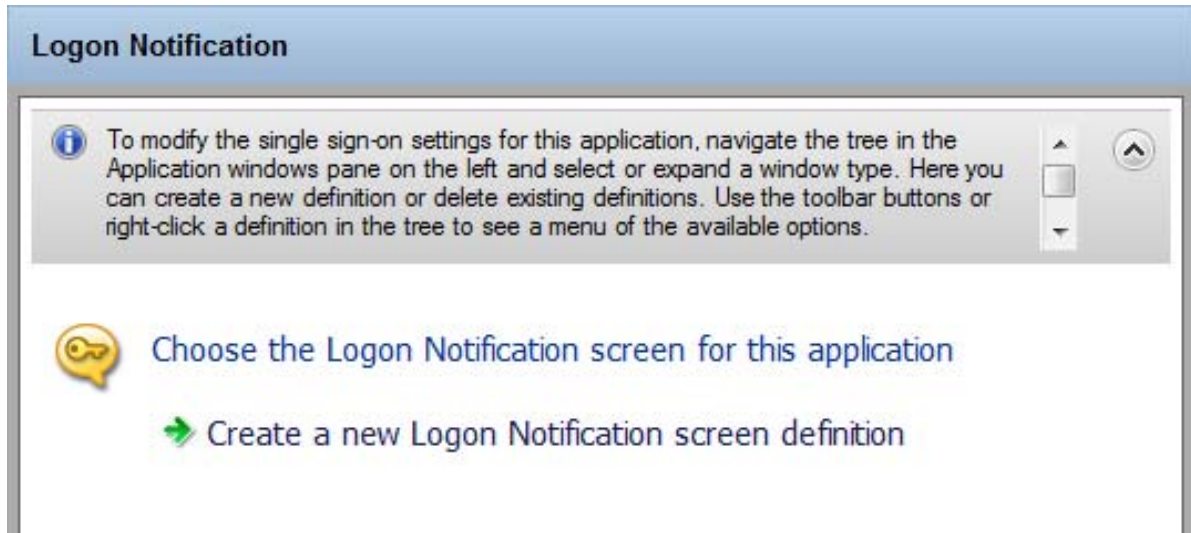 Logon Notification
To modify the single sign-on settings for this application, navigate the tree in the
Application windows pane on the left and select or expand a window type. Here you
can create a new definition or delete existing definitions. Use the toolbar buttons or
right-click a definition in the tree to see a menu of the available options.
Choose the Logon Notification screen for this application
Create a new Logon Notification screen definition